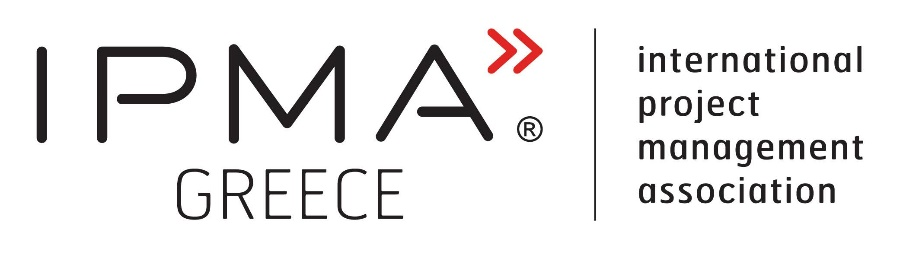 IPMA®
GREECE
international
project
management
association